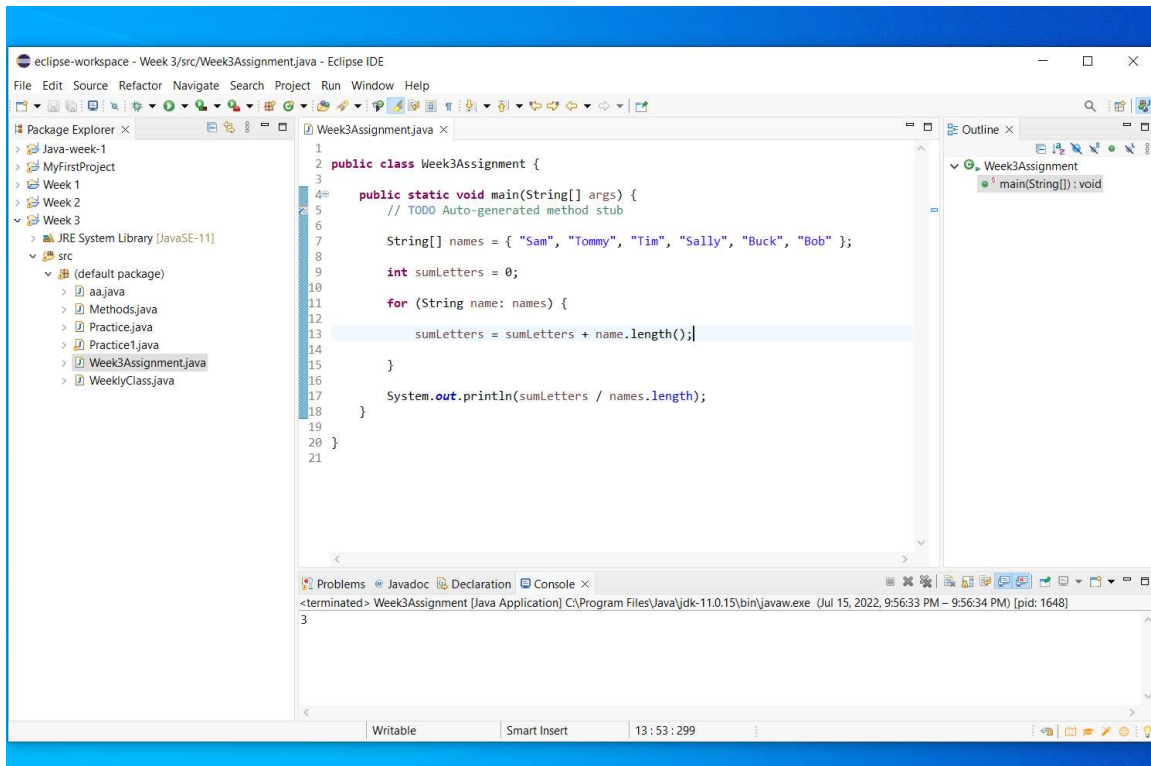 eclipse-workspace - Week 3/src/Week3Assignment.java - Eclipse IDE
File Edit Source Refactor Navigate Search Project Run Window Help
Package Explorer
Java-week-1
MyFirstProject
Week 1
Week 2
Week 3
JRE System Library [JavaSE-11]
src
(default package)
aa.java
Methods.java
Practice.java
Practice1.java
Week3Assignment.java
WeeklyClass.java
Week3Assignment.java
1
2 public class Week3Assignment {
3
4 public static void main(String[] args) {
5 // TODO Auto-generated method stub
6
7 String[] names = { "Sam", "Tommy", "Tim", "Sally", "Buck", "Bob" };
8
9 int sumLetters = 0;
10
11 for (String name: names) {
12
13 sumLetters = sumLetters + name.length();
14
15 }
16
17 System.out.println(sumLetters / names.length);
18 }
19
20 }
21
Outline
Week3Assignment
main(String[]) : void
Problems Javadoc Declaration Console
<terminated> Week3Assignment [Java Application] C:\Program Files\Java\jdk-11.0.15\bin\javaw.exe (Jul 15, 2022, 9:56:33 PM – 9:56:34 PM) [pid: 1648]
3
Writable Smart Insert 13 : 53 : 299